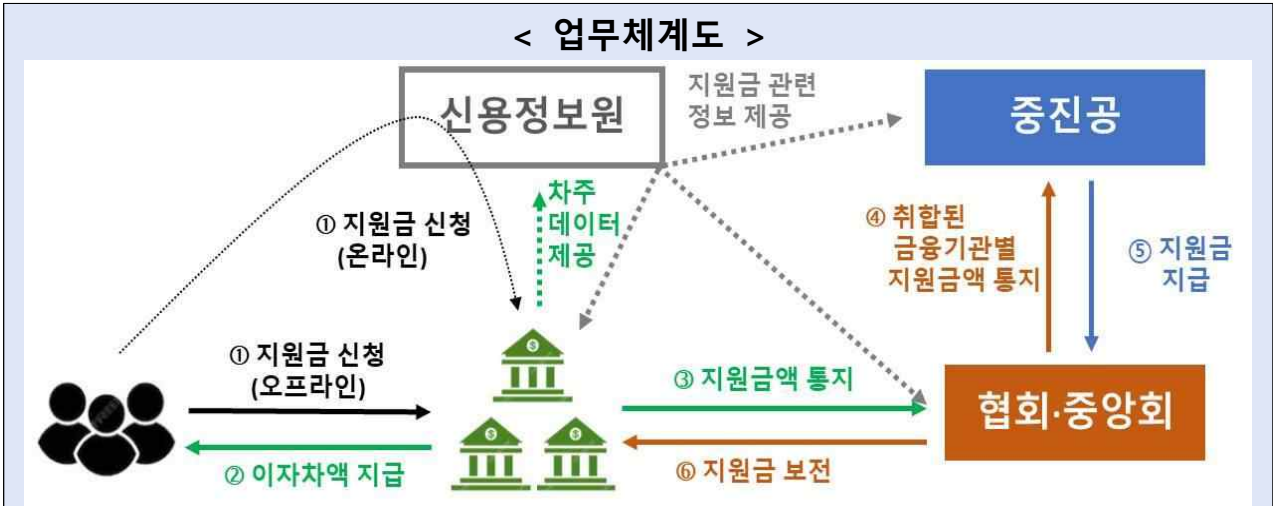 < 업무체계도 >
신용정보원
지원금 관련
정보 제공
중진공
① 지원금 신청
(온라인)
차주
데이터
제공
④ 취합된
금융기관별
지원금액 통지
⑤ 지원금
지급
① 지원금 신청
(오프라인)
③ 지원금액 통지
협회·중앙회
② 이자차액 지급
⑥ 지원금 보전
$
$
$